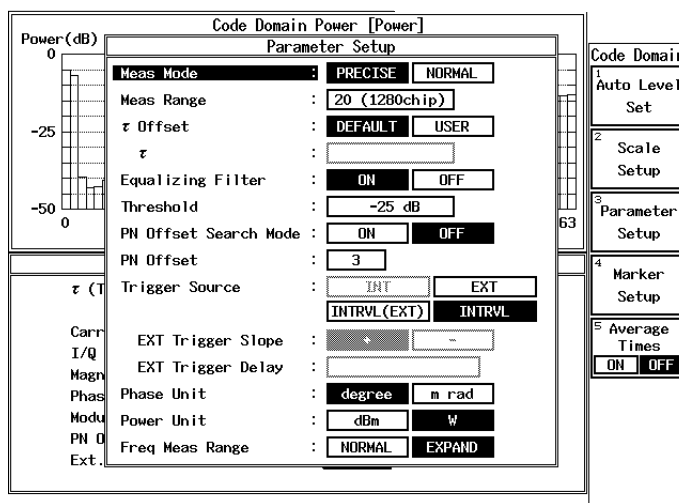 Code Domain Power [Power]
Power(dB)
0
-25
-50
0
63
Parameter Setup
Meas Mode : PRECISE NORMAL
Meas Range : 20 (1280chip)
τ Offset : DEFAULT USER
τ :
Equalizing Filter : ON OFF
Threshold : -25 dB
PN Offset Search Mode : ON OFF
PN Offset : 3
Trigger Source : INT EXT
INTRVL(EXT) INTRVL
EXT Trigger Slope : + -
EXT Trigger Delay :
Phase Unit : degree m rad
Power Unit : dBm W
Freq Meas Range : NORMAL EXPAND
τ (T
Carr
I/Q
Magn
Phas
Modu
PN O
Ext.
Code Domain
1
Auto Level
Set
2
Scale
Setup
3
Parameter
Setup
4
Marker
Setup
5 Average
Times
ON OFF